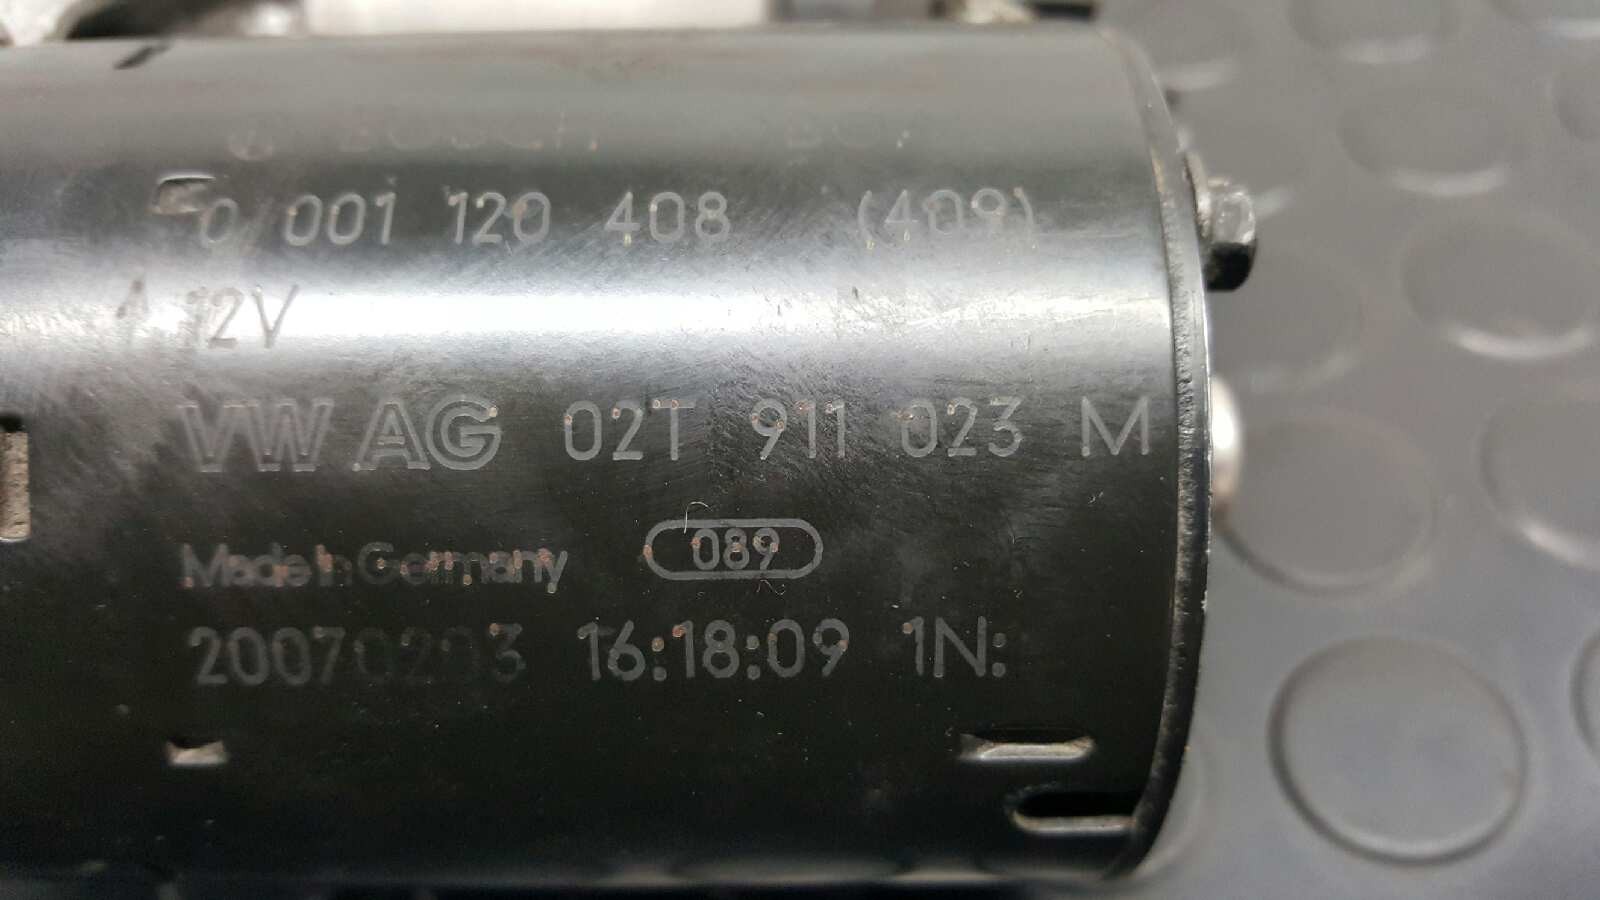 BOSCH
0 001 120 408 (409)
12V
VW AG 02T 911 023 M
Made in Germany 089
20070203 16:18:09 1N: